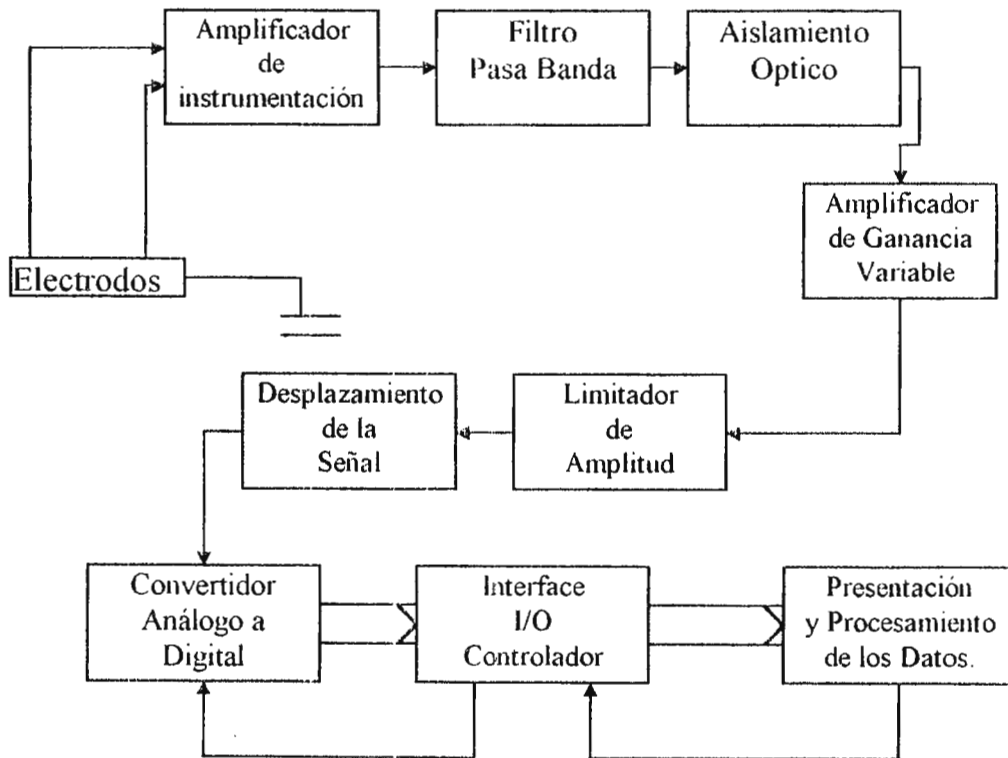 Amplificador
de
instrumentación
Filtro
Pasa Banda
Aislamiento
Optico
Amplificador
de Ganancia
Variable
Electrodos
Desplazamiento
de la
Señal
Limitador
de
Amplitud
Convertidor
Análogo a
Digital
Interface
I/O
Controlador
Presentación
y Procesamiento
de los Datos.